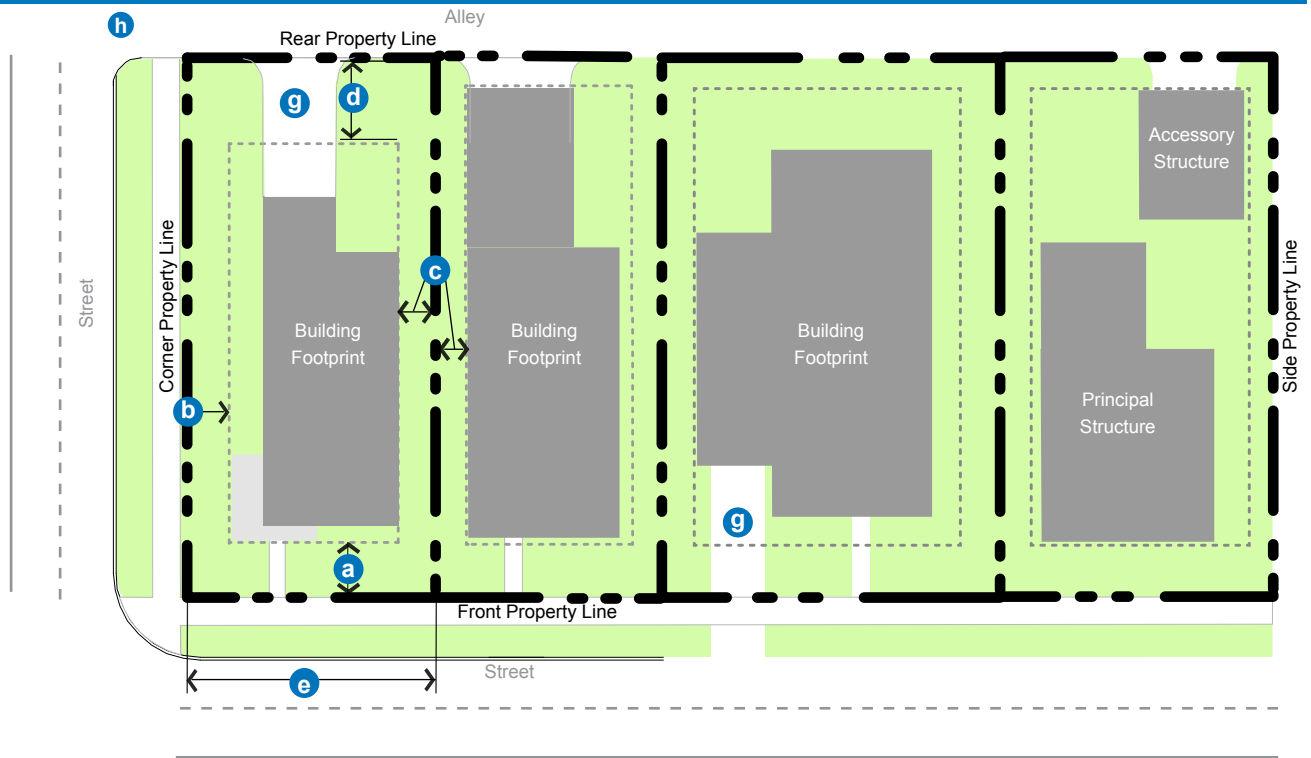 h
Alley
Rear Property Line
g
d
Accessory
Structure
c
Street
Corner Property Line
Side Property Line
Building
Footprint
Building
Footprint
Building
Footprint
b
Principal
Structure
g
a
Front Property Line
Street
e